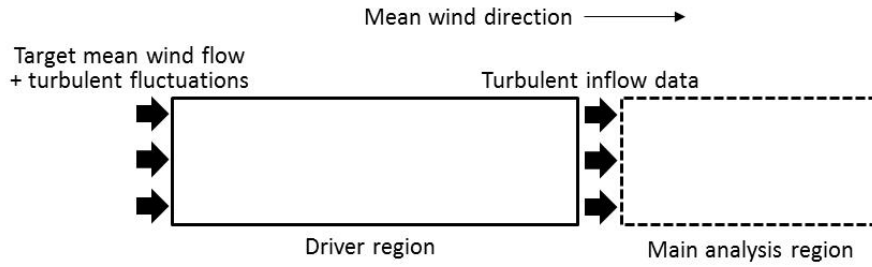 Mean wind direction
Target mean wind flow
+ turbulent fluctuations
Turbulent inflow data
Driver region
Main analysis region